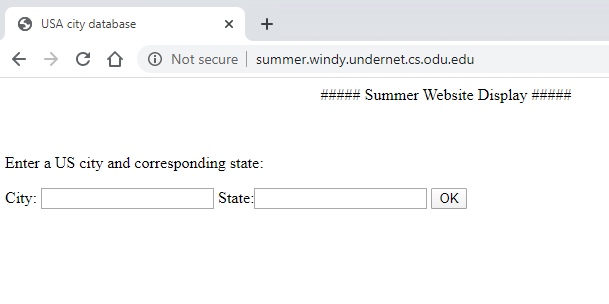 USA city database
Not secure | summer.windy.undernet.cs.odu.edu
##### Summer Website Display #####
Enter a US city and corresponding state:
City: State: OK